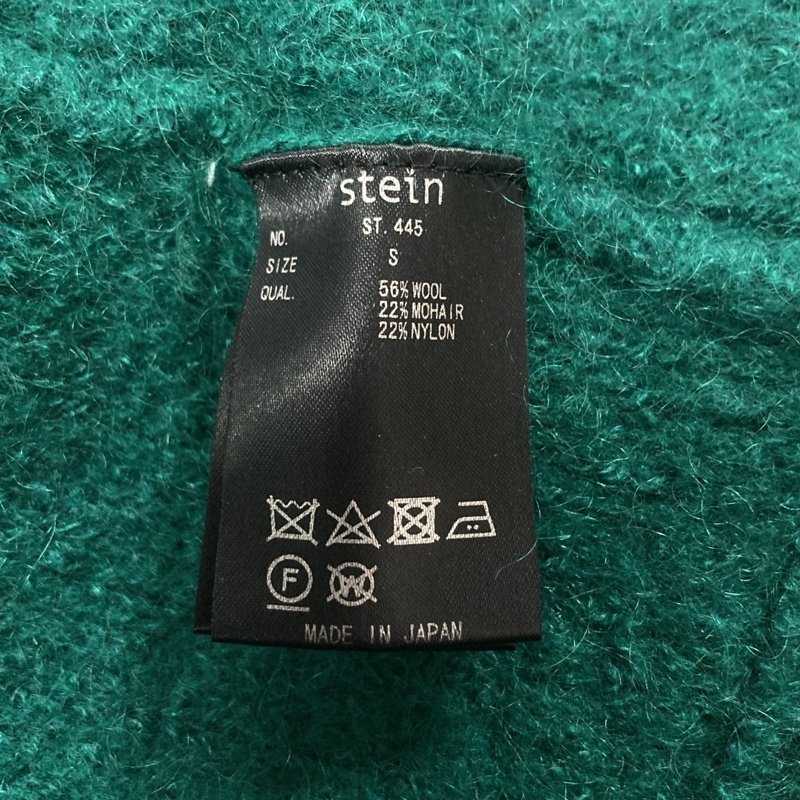 stein
NO. ST. 445
SIZE S
QUAL. 56% WOOL
22% MOHAIR
22% NYLON
F
W
MADE IN JAPAN